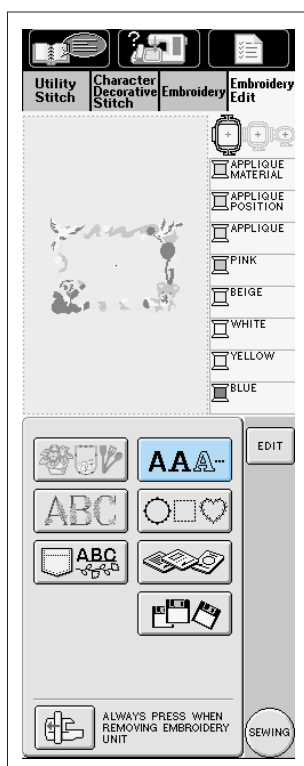 Utility
Stitch
Character
Decorative
Stitch
Embroidery
Embroidery
Edit
APPLIQUE
MATERIAL
APPLIQUE
POSITION
APPLIQUE
PINK
BEIGE
WHITE
YELLOW
BLUE
EDIT
AAA
ABC
ABC
ALWAYS PRESS WHEN
REMOVING EMBROIDERY
UNIT
SEWING